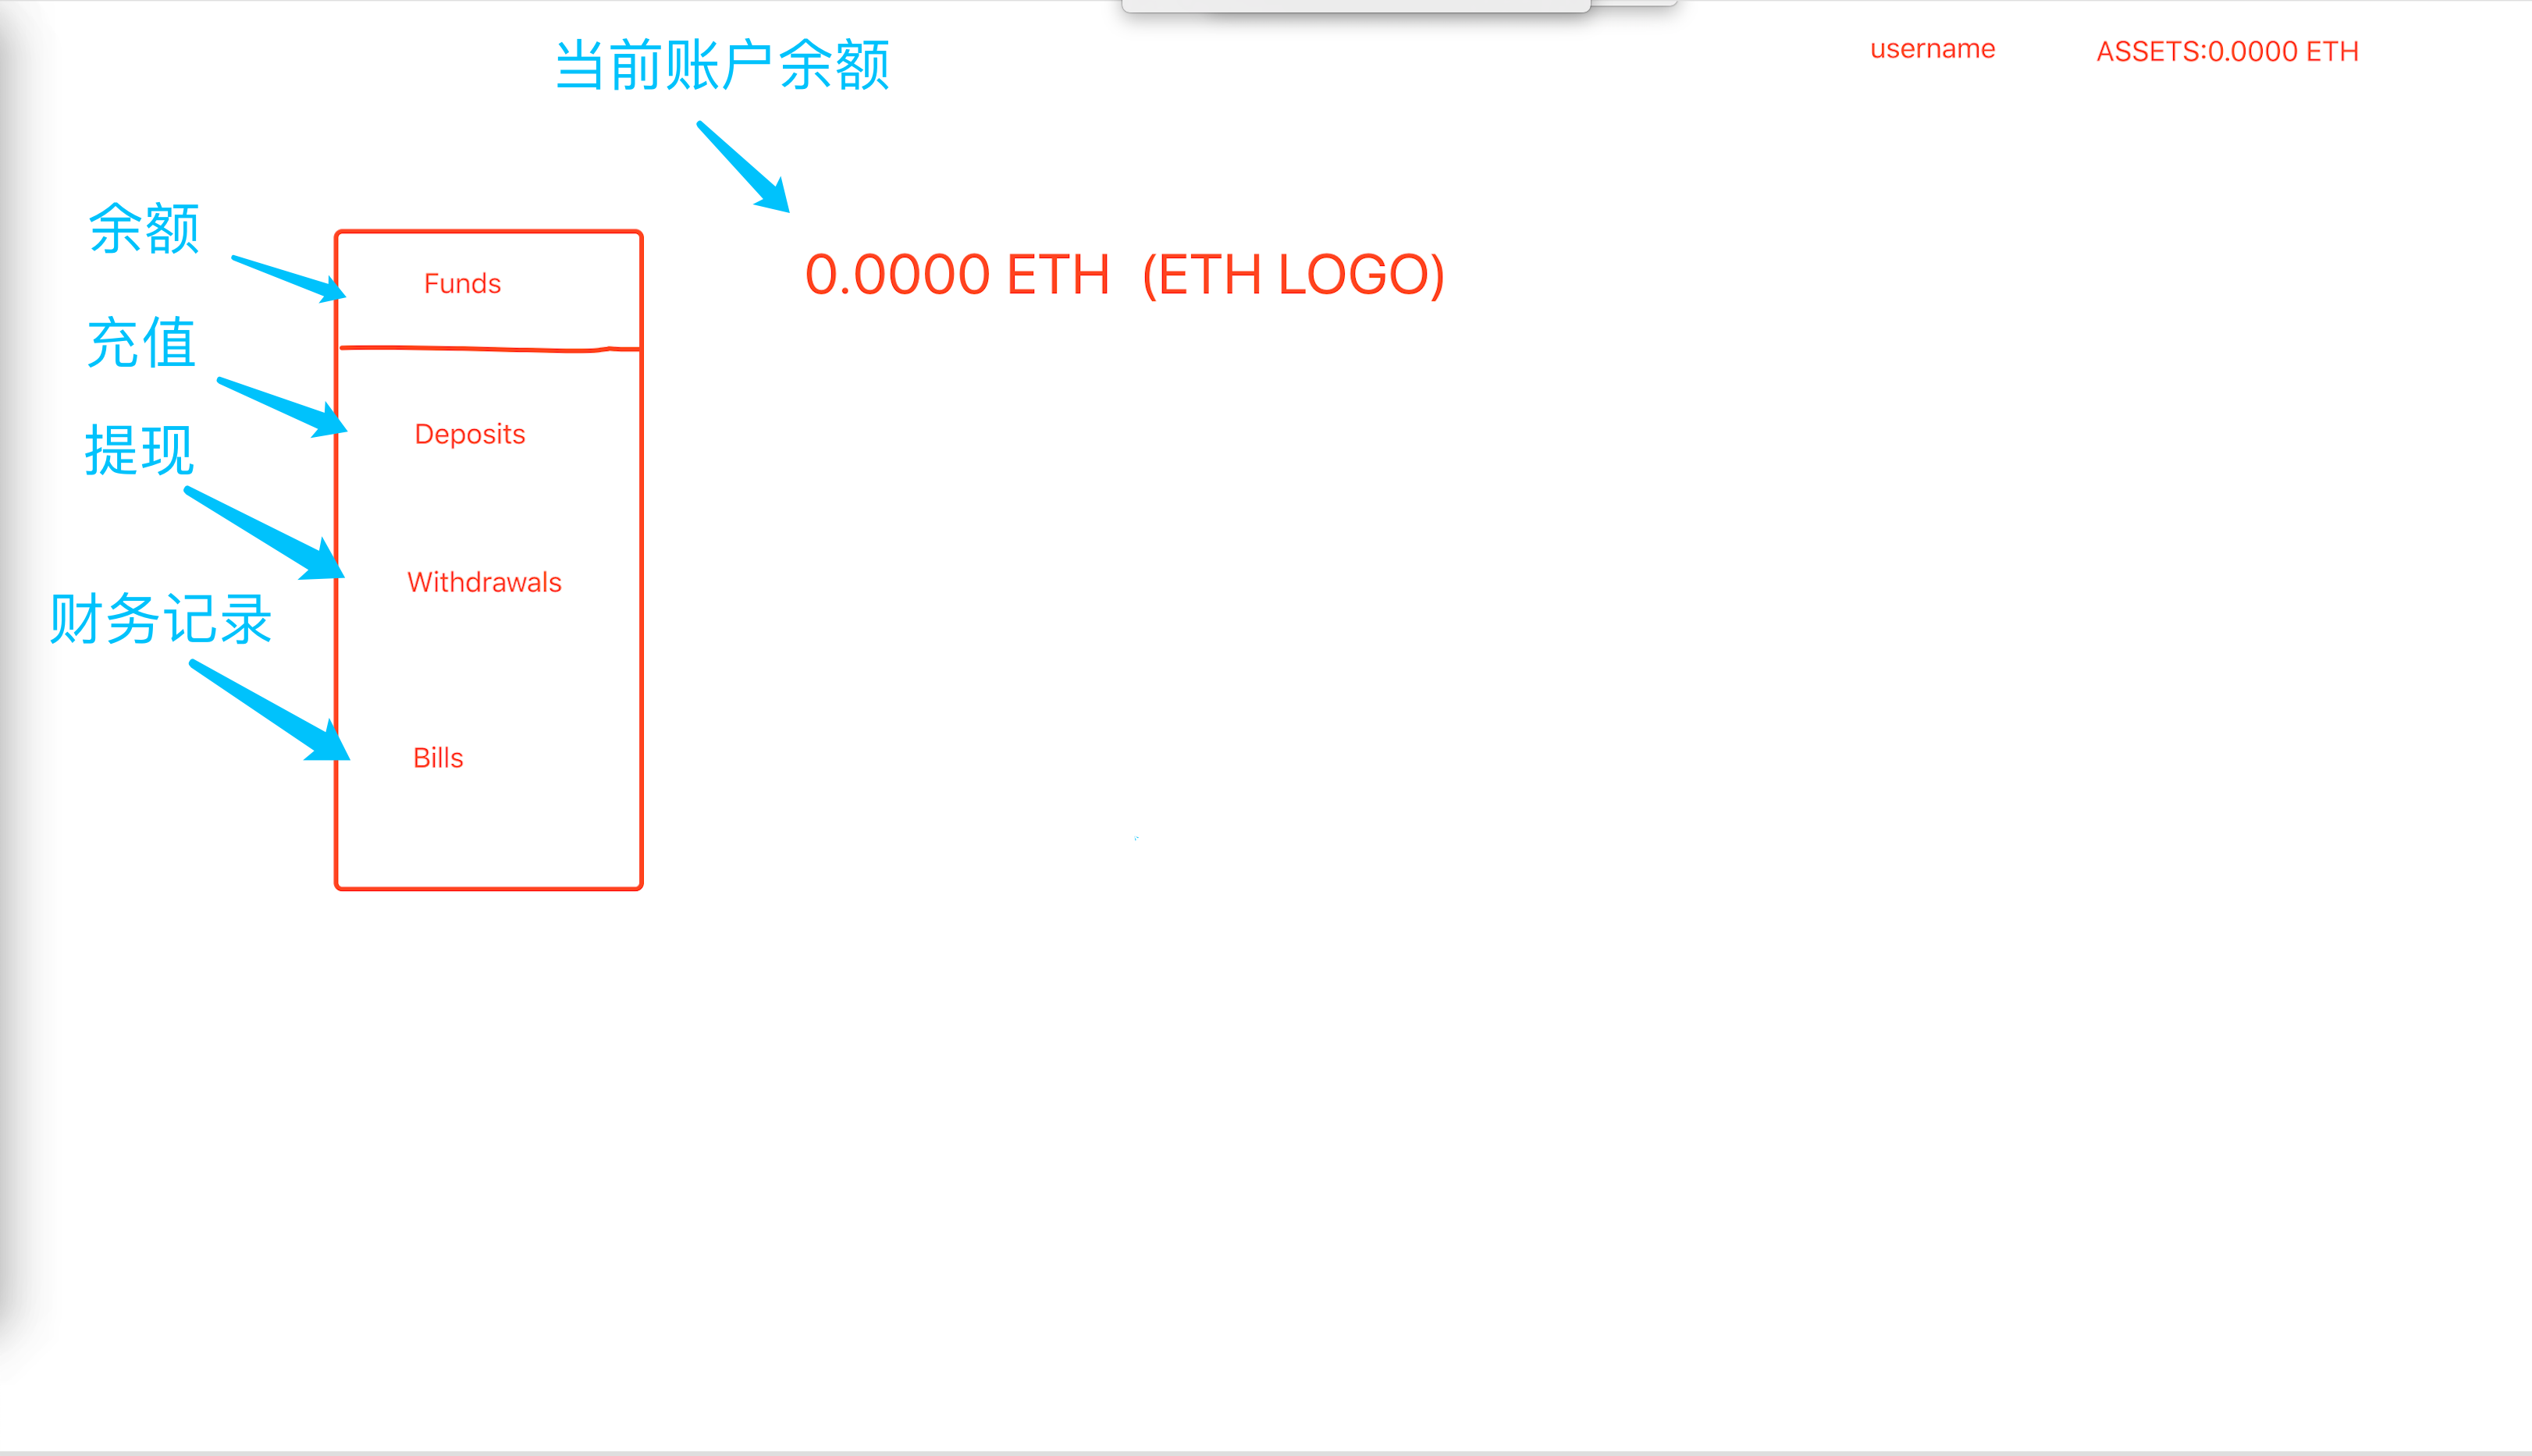 当前账户余额
username
ASSETS:0.0000 ETH
余额
Funds
0.0000 ETH (ETH LOGO)
充值
Deposits
提现
Withdrawals
财务记录
Bills